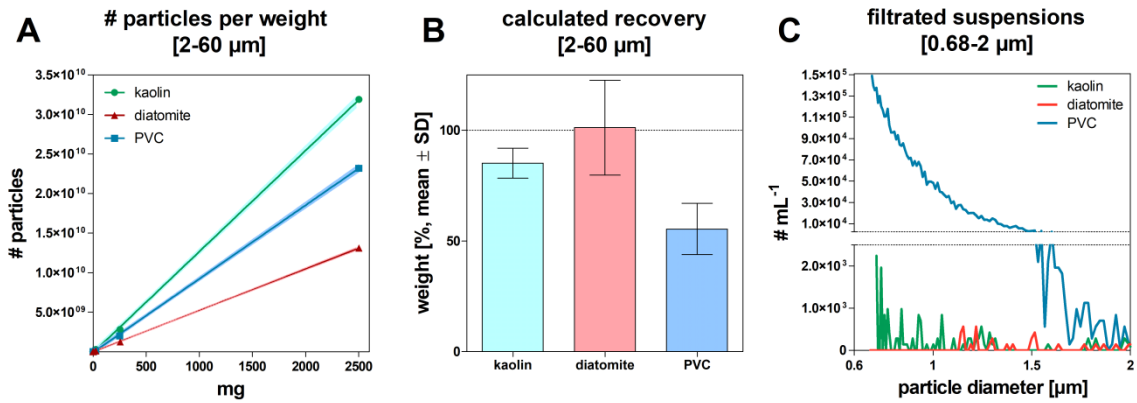 A
# particles per weight
[2-60 µm]
3.5×10¹⁰
3.0×10¹⁰
2.5×10¹⁰
2.0×10¹⁰
1.5×10¹⁰
1.0×10¹⁰
5.0×10⁰⁹
0
# particles
kaolin
diatomite
PVC
0
500
1000
1500
2000
2500
mg
B
calculated recovery
[2-60 µm]
weight [%, mean ± SD]
100
50
0
kaolin
diatomite
PVC
C
filtrated suspensions
[0.68-2 µm]
# mL⁻¹
1.5×10⁵
1.3×10⁵
1.1×10⁵
9.0×10⁴
7.0×10⁴
5.0×10⁴
3.0×10⁴
1.0×10⁴
2.0×10³
1.0×10³
0
kaolin
diatomite
PVC
0.6
1
1.5
2
particle diameter [µm]